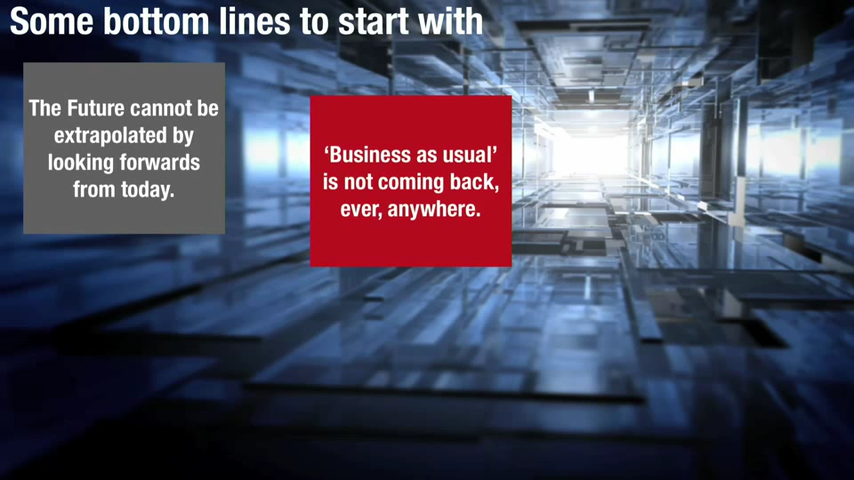 Some bottom lines to start with
The Future cannot be
extrapolated by
looking forwards
from today.
‘Business as usual’
is not coming back,
ever, anywhere.